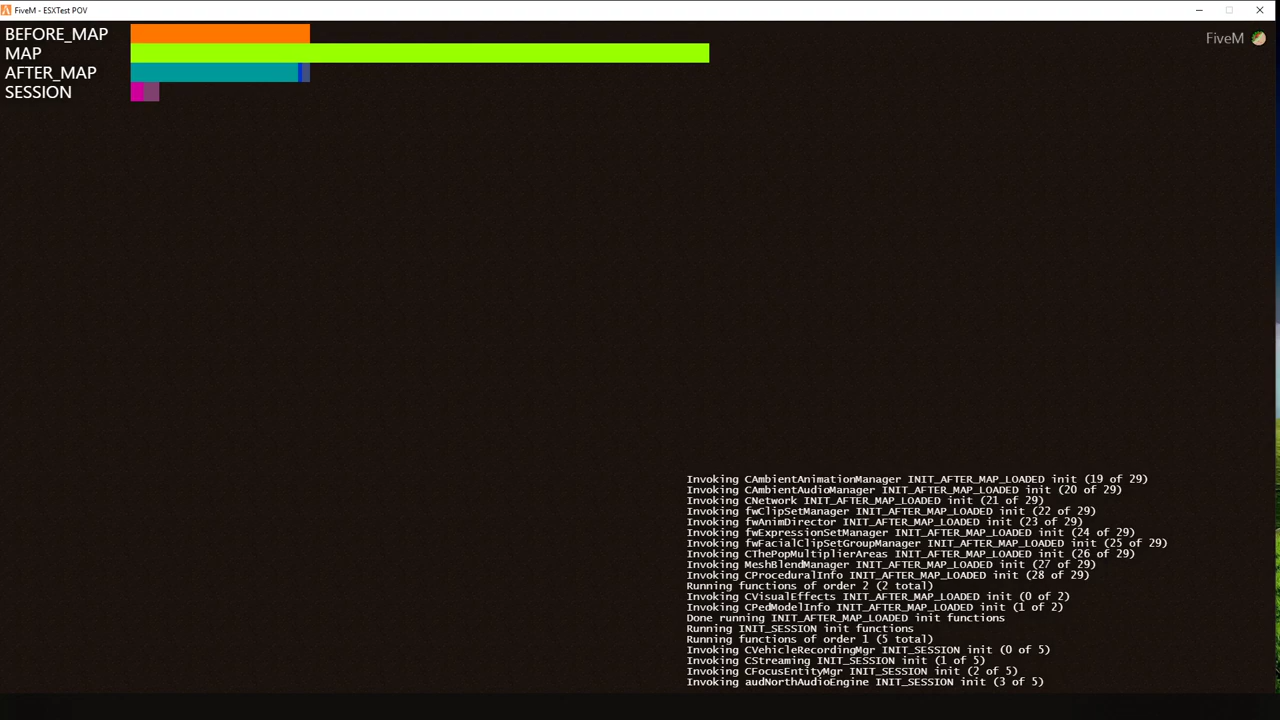 FiveM - ESXTest POV
BEFORE_MAP
MAP
AFTER_MAP
SESSION
FiveM
Invoking CAmbientAnimationManager INIT_AFTER_MAP_LOADED init (19 of 29)
Invoking CAmbientAudioManager INIT_AFTER_MAP_LOADED init (20 of 29)
Invoking CNetwork INIT_AFTER_MAP_LOADED init (21 of 29)
Invoking fwClipSetManager INIT_AFTER_MAP_LOADED init (22 of 29)
Invoking fwAnimDirector INIT_AFTER_MAP_LOADED init (23 of 29)
Invoking fwExpressionSetManager INIT_AFTER_MAP_LOADED init (24 of 29)
Invoking fwFacialClipSetGroupManager INIT_AFTER_MAP_LOADED init (25 of 29)
Invoking CThePopMultiplierAreas INIT_AFTER_MAP_LOADED init (26 of 29)
Invoking MeshBlendManager INIT_AFTER_MAP_LOADED init (27 of 29)
Invoking CProceduralInfo INIT_AFTER_MAP_LOADED init (28 of 29)
Running functions of order 2 (2 total)
Invoking CVisualEffects INIT_AFTER_MAP_LOADED init (0 of 2)
Invoking CPedModelInfo INIT_AFTER_MAP_LOADED init (1 of 2)
Done running INIT_AFTER_MAP_LOADED init functions
Running INIT_SESSION init functions
Running functions of order 1 (5 total)
Invoking CVehicleRecordingMgr INIT_SESSION init (0 of 5)
Invoking CStreaming INIT_SESSION init (1 of 5)
Invoking CFocusEntityMgr INIT_SESSION init (2 of 5)
Invoking audNorthAudioEngine INIT_SESSION init (3 of 5)